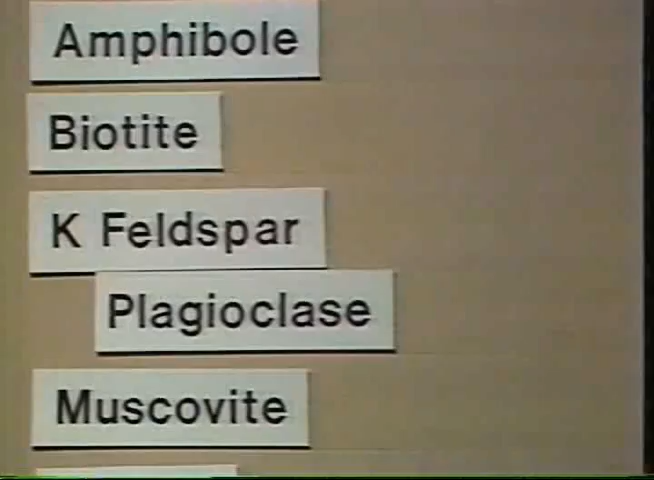 Amphibole
Biotite
K Feldspar
Plagioclase
Muscovite